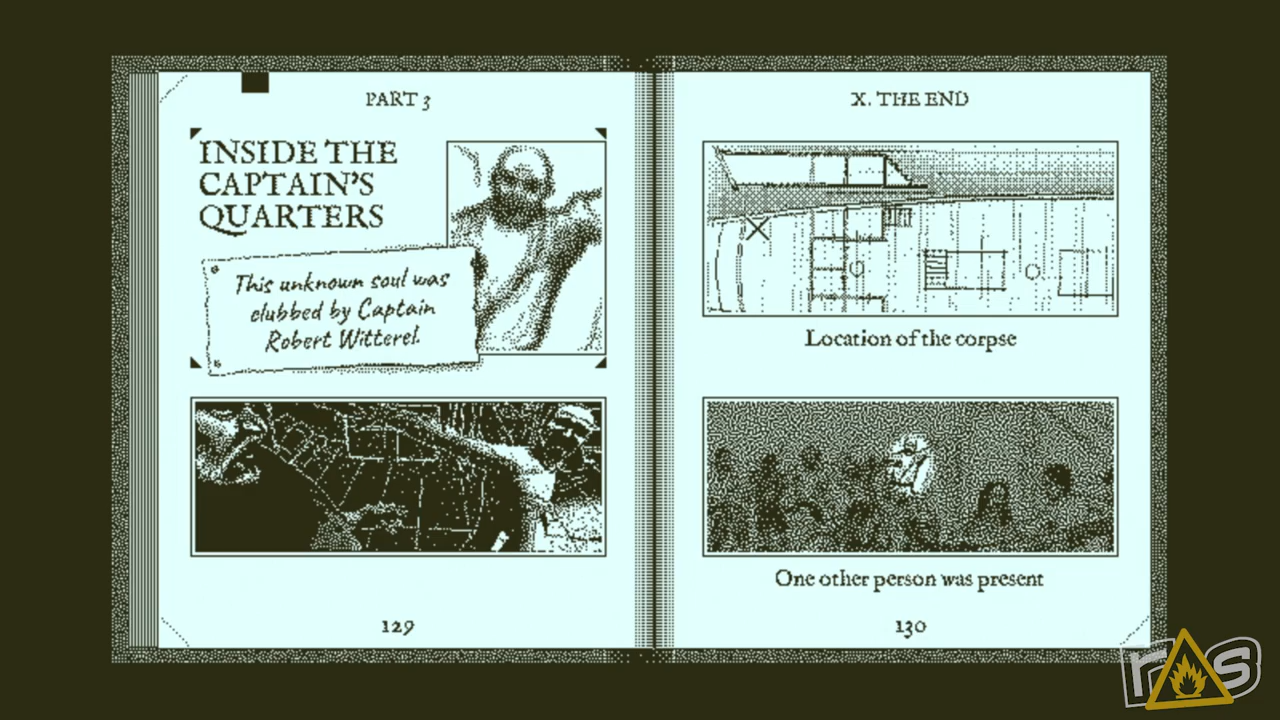 PART 3
INSIDE THE
CAPTAIN'S
QUARTERS
This unknown soul was
clubbed by Captain
Robert Witterel.
129
X. THE END
Location of the corpse
One other person was present
130
ras